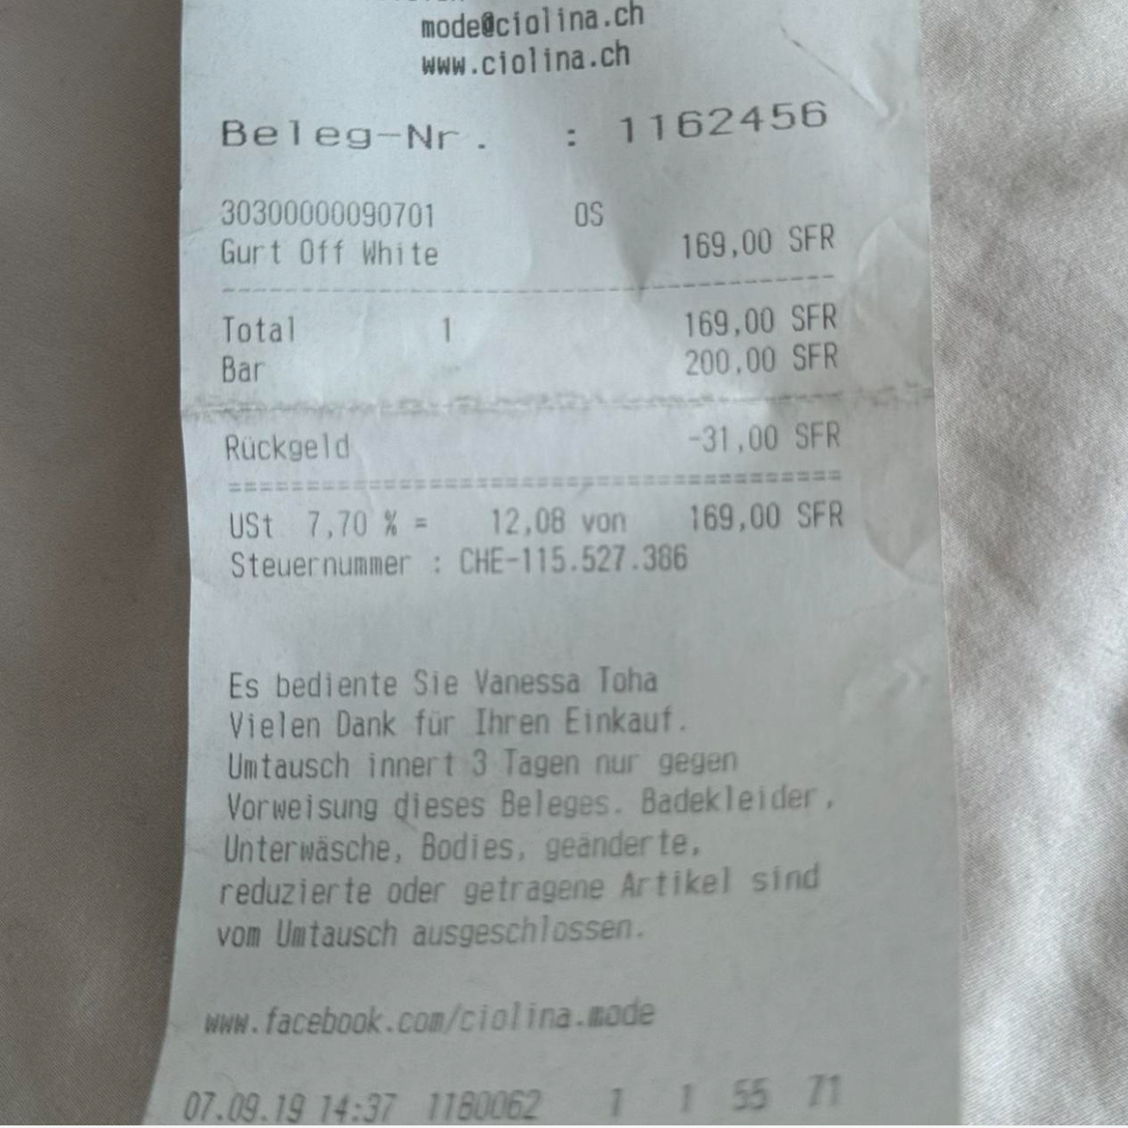 mode@ciolina.ch
www.ciolina.ch
Beleg-Nr. : 1162456
30300000090701 OS
Gurt Off White 169,00 SFR
Total 1 169,00 SFR
Bar 200,00 SFR
Rückgeld -31,00 SFR
USt 7,70 % = 12,08 von 169,00 SFR
Steuernummer : CHE-115.527.386
Es bediente Sie Vanessa Toha
Vielen Dank für Ihren Einkauf.
Umtausch innert 3 Tagen nur gegen
Vorweisung dieses Beleges. Badekleider,
Unterwäsche, Bodies, geänderte,
reduzierte oder getragene Artikel sind
vom Umtausch ausgeschlossen.
www.facebook.com/ciolina.mode
07.09.19 14:37 1180062 1 1 55 71